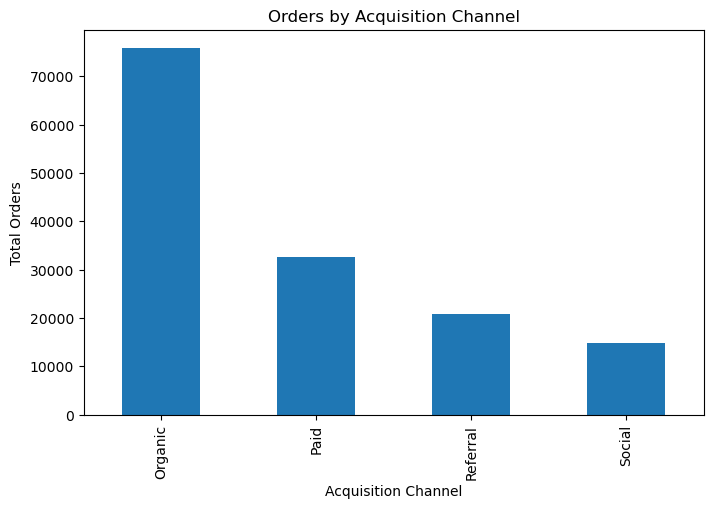 Orders by Acquisition Channel
Total Orders
70000
60000
50000
40000
30000
20000
10000
0
Organic
Paid
Referral
Social
Acquisition Channel